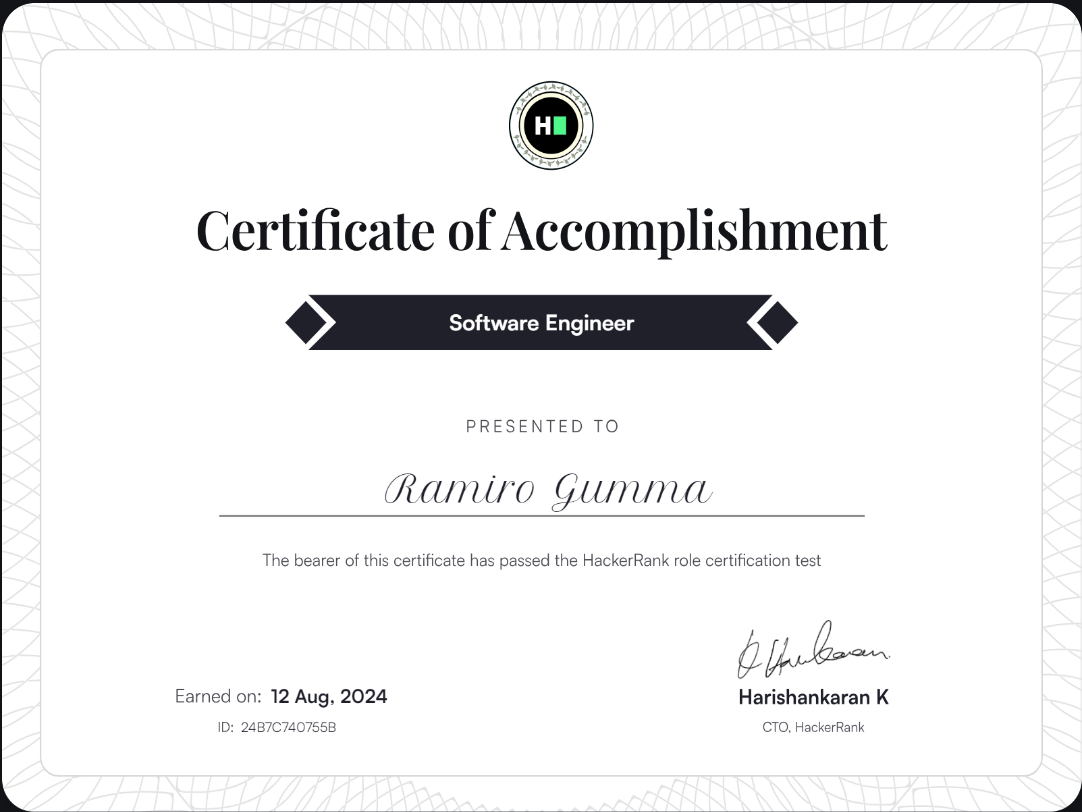 H
Certificate of Accomplishment
Software Engineer
PRESENTED TO
Ramiro Gumma
The bearer of this certificate has passed the HackerRank role certification test
Earned on: 12 Aug, 2024
ID: 24B7C740755B
Harishankaran K
CTO, HackerRank